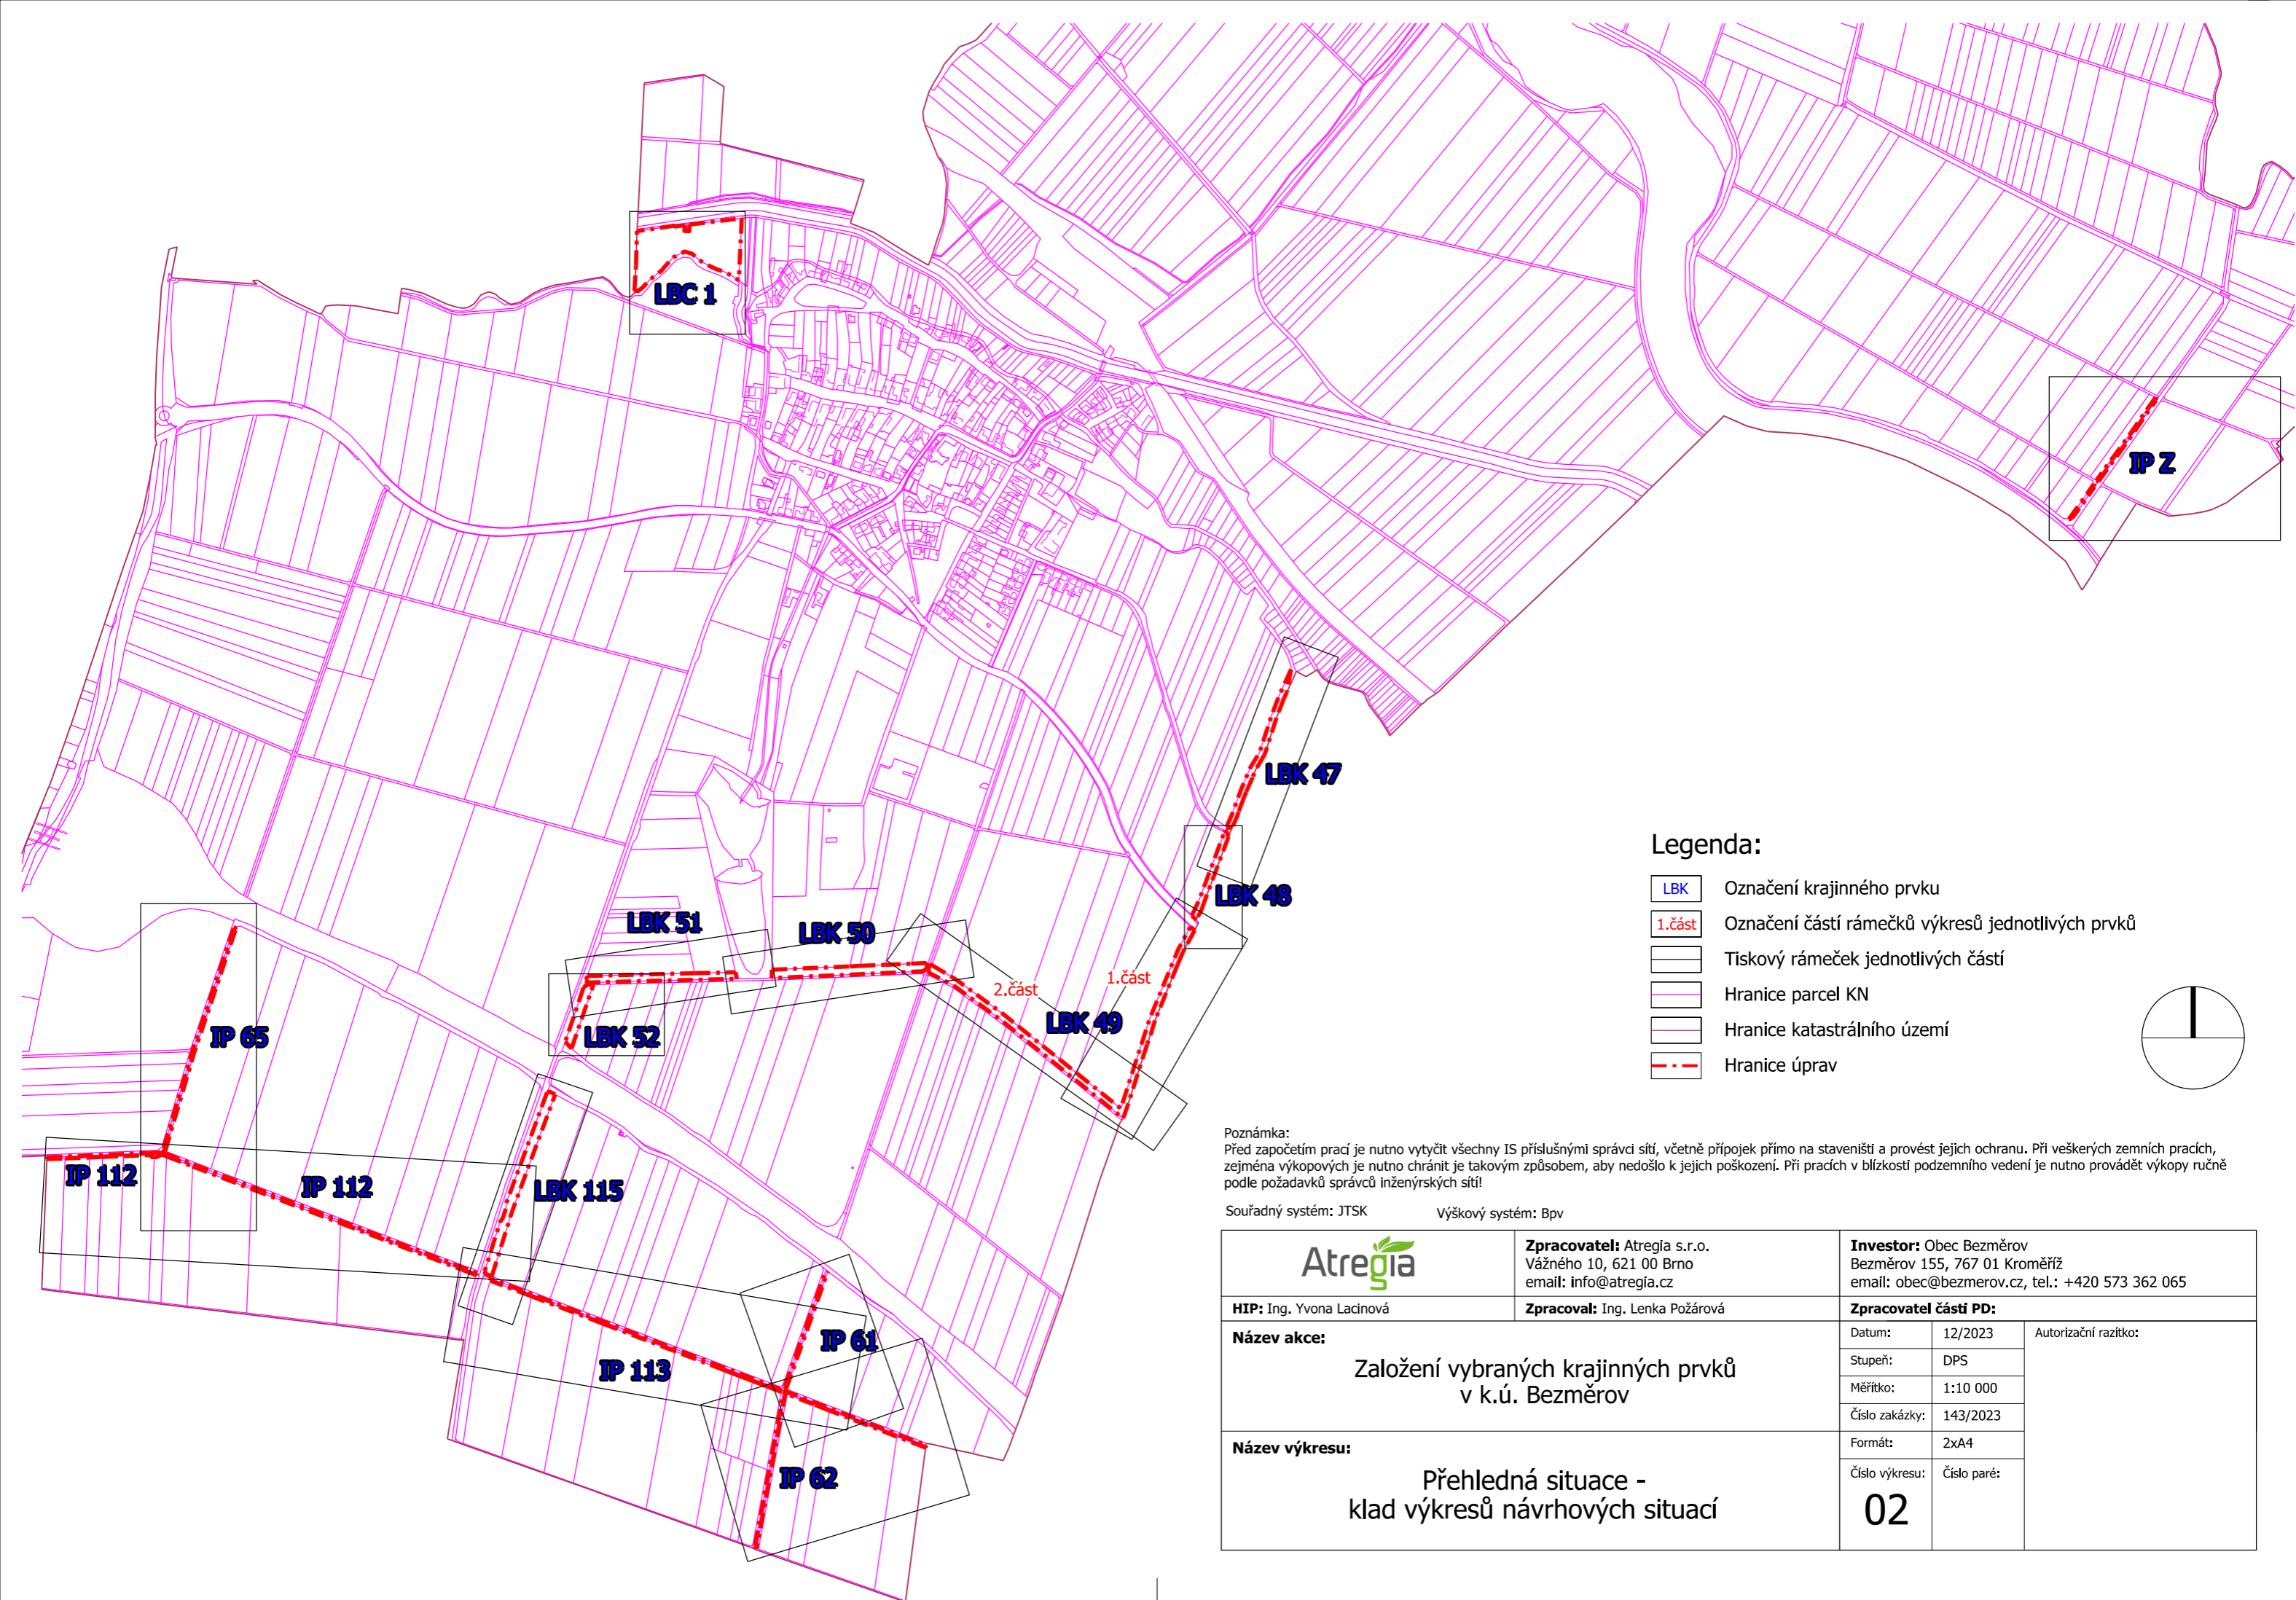 LBC 1
IP Z
LBK 47
LBK 48
LBK 51
LBK 50
1.část
2.část
LBK 49
LBK 52
IP 65
IP 112
IP 112
LBK 115
IP 61
IP 113
IP 62
Legenda:
LBK Označení krajinného prvku
1.část Označení částí rámečků výkresů jednotlivých prvků
Tiskový rámeček jednotlivých částí
Hranice parcel KN
Hranice katastrálního území
Hranice úprav
Poznámka:
Před započetím prací je nutno vytyčit všechny IS příslušnými správci sítí, včetně přípojek přímo na staveništi a provést jejich ochranu. Při veškerých zemních pracích,
zejména výkopových je nutno chránit je takovým způsobem, aby nedošlo k jejich poškození. Při pracích v blízkosti podzemního vedení je nutno provádět výkopy ručně
podle požadavků správců inženýrských sítí!
Souřadný systém: JTSK Výškový systém: Bpv
Atregia
Zpracovatel: Atregia s.r.o.
Vážného 10, 621 00 Brno
email: info@atregia.cz
Investor: Obec Bezměrov
Bezměrov 155, 767 01 Kroměříž
email: obec@bezmerov.cz, tel.: +420 573 362 065
HIP: Ing. Yvona Lacinová
Zpracoval: Ing. Lenka Požárová
Zpracovatel části PD:
Název akce:
Založení vybraných krajinných prvků
v k.ú. Bezměrov
Datum: 12/2023
Autorizační razítko:
Stupeň: DPS
Měřítko: 1:10 000
Číslo zakázky: 143/2023
Název výkresu:
Přehledná situace -
klad výkresů návrhových situací
Formát: 2xA4
Číslo výkresu: Číslo paré:
02